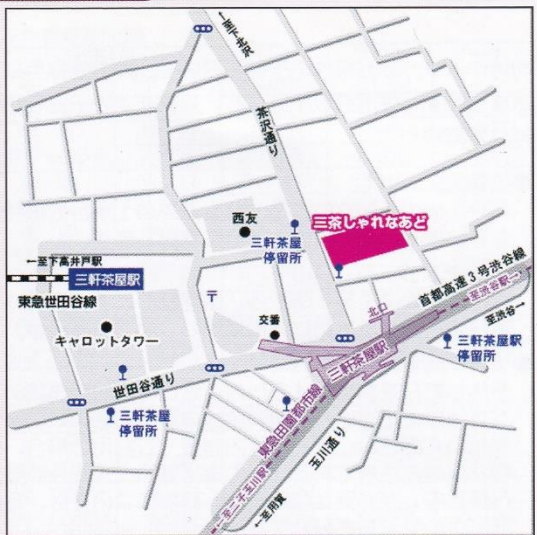 ←至下北沢
茶沢通り
西友
三軒茶屋
停留所
三茶しゃれなあど
←至下高井戸駅
三軒茶屋駅
東急世田谷線
〒
首都高速3号渋谷線
至渋谷駅→
至渋谷→
北口
交番
キャロットタワー
三軒茶屋駅
三軒茶屋駅
停留所
世田谷通り
三軒茶屋
停留所
東急田園都市線
玉川通り
←至二子玉川駅
←至用賀